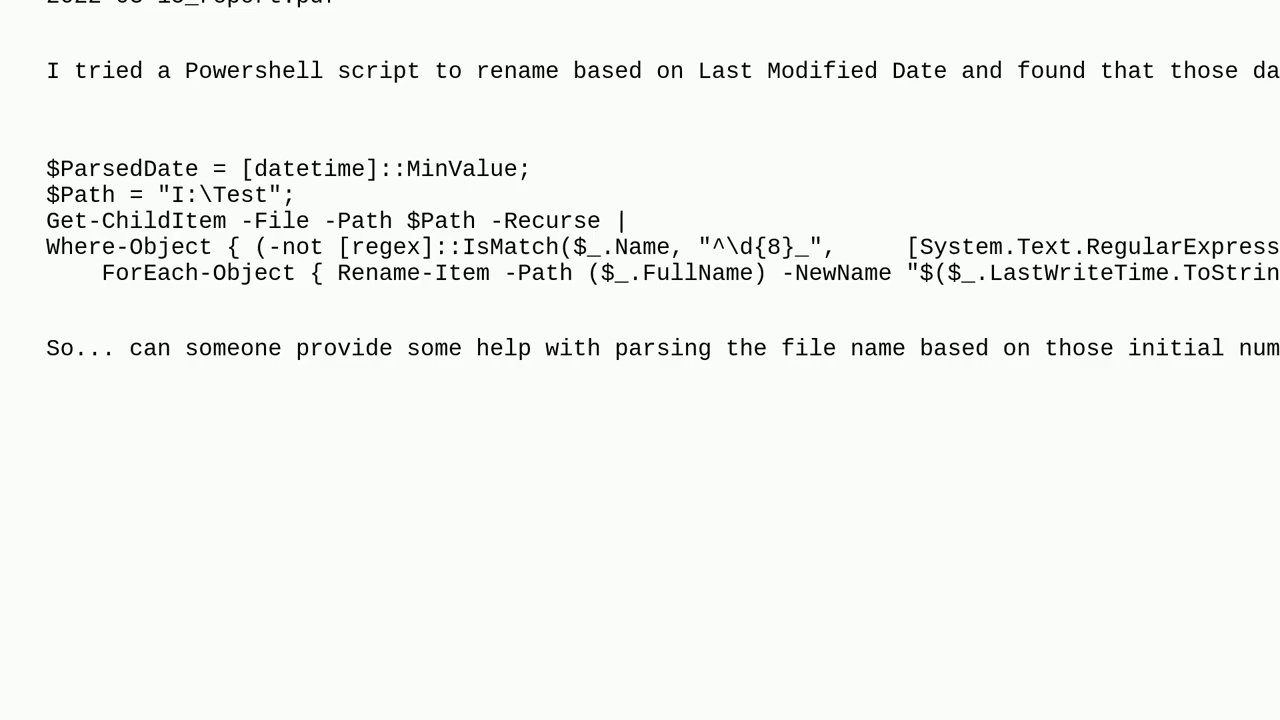 I tried a Powershell script to rename based on Last Modified Date and found that those da
$ParsedDate = [datetime]::MinValue;
$Path = "I:\Test";
Get-ChildItem -File -Path $Path -Recurse |
Where-Object { (-not [regex]::IsMatch($_.Name, "^\d{8}_",     [System.Text.RegularExpress
    ForEach-Object { Rename-Item -Path ($_.FullName) -NewName "$($_.LastWriteTime.ToStrin
So... can someone provide some help with parsing the file name based on those initial num